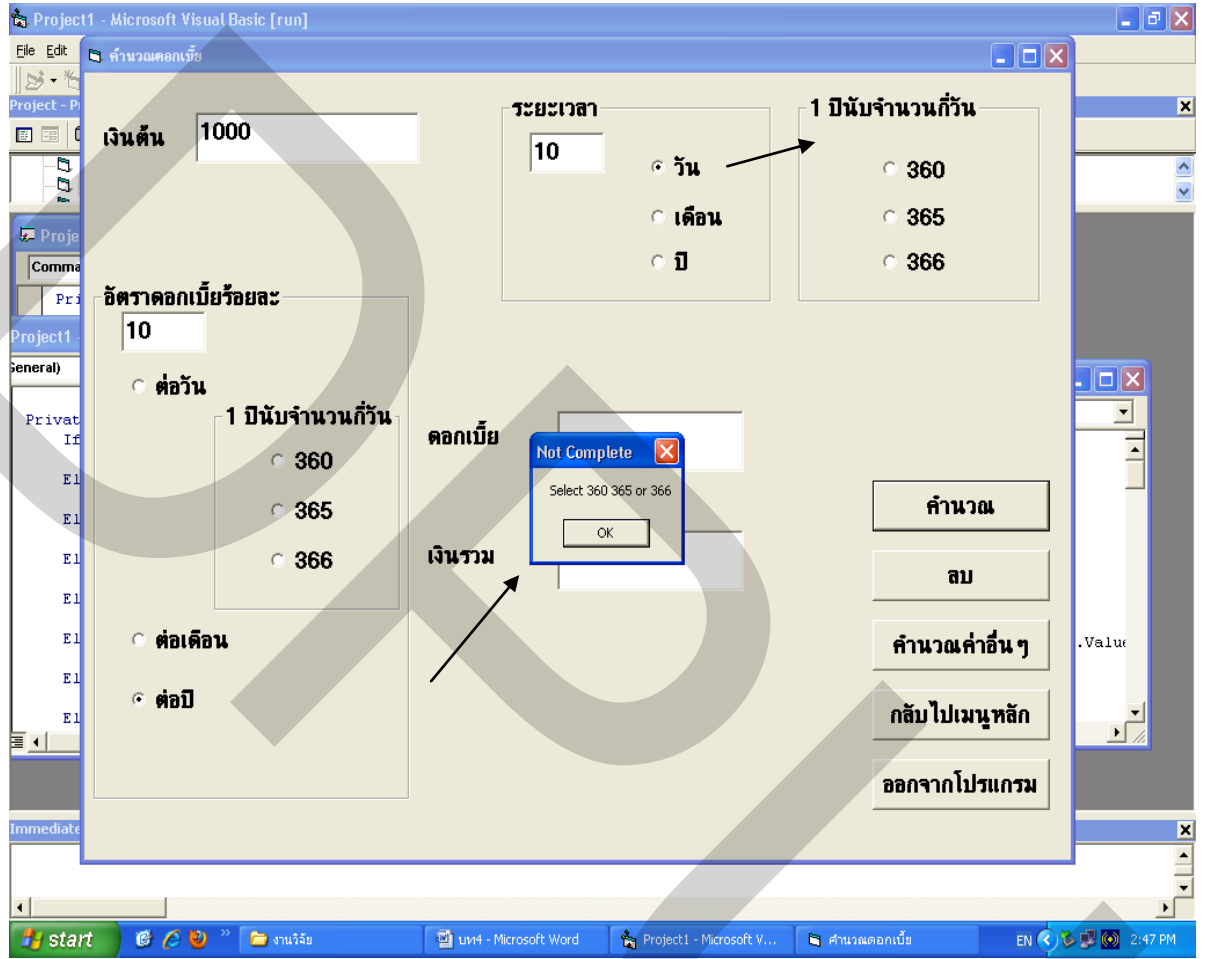 Project1 - Microsoft Visual Basic [run]
File Edit
คำนวณดอกเบี้ย
Project - P
เงินต้น 1000
ระยะเวลา
10
วัน
เดือน
ปี
1 ปีนับจำนวนกี่วัน
360
365
366
Proje
Comma
Pri
อัตราดอกเบี้ยร้อยละ
10
ต่อวัน
1 ปีนับจำนวนกี่วัน
360
365
366
ต่อเดือน
ต่อปี
Project1
General)
Privat
If
El
El
El
El
El
El
El
.Value
ดอกเบี้ย
เงินรวม
Not Complete
Select 360 365 or 366
OK
คำนวณ
ลบ
คำนวณค่าอื่น ๆ
กลับไปเมนูหลัก
ออกจากโปรแกรม
Immediate
start
งานวิจัย
บท4 - Microsoft Word
Project1 - Microsoft V...
คำนวณดอกเบี้ย
EN
2:47 PM